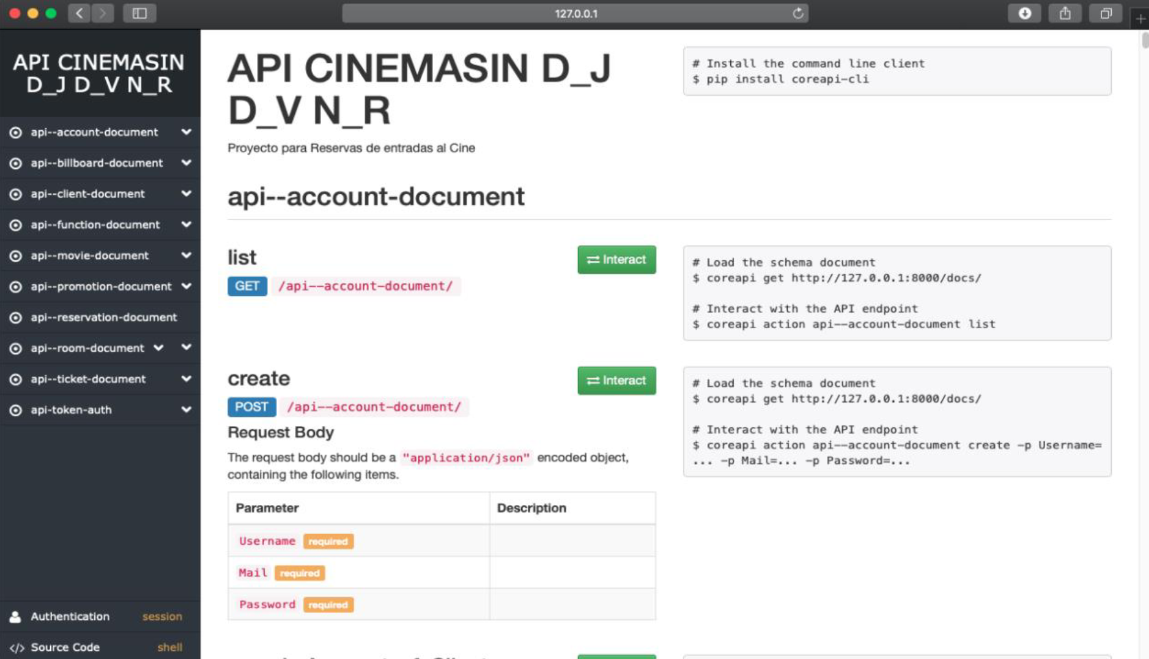 127.0.0.1
API CINEMASIN
D_J D_V N_R
api--account-document
api--billboard-document
api--client-document
api--function-document
api--movie-document
api--promotion-document
api--reservation-document
api--room-document
api--ticket-document
api-token-auth
Authentication session
</> Source Code shell
API CINEMASIN D_J
D_V N_R
Proyecto para Reservas de entradas al Cine
# Install the command line client
$ pip install coreapi-cli
api--account-document
list
Interact
GET /api--account-document/
# Load the schema document
$ coreapi get http://127.0.0.1:8000/docs/
# Interact with the API endpoint
$ coreapi action api--account-document list
create
Interact
POST /api--account-document/
Request Body
The request body should be a "application/json" encoded object,
containing the following items.
Parameter Description
Username required
Mail required
Password required
# Load the schema document
$ coreapi get http://127.0.0.1:8000/docs/
# Interact with the API endpoint
$ coreapi action api--account-document create -p Username=
... -p Mail=... -p Password=...